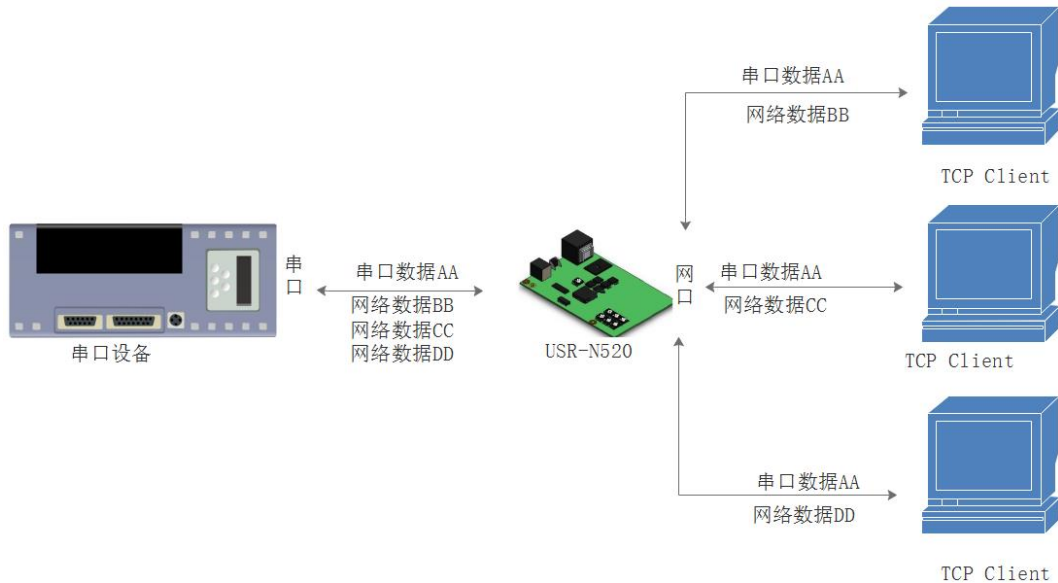 串口数据AA
网络数据BB
TCP Client
串口
串口数据AA
网络数据BB
网络数据CC
网络数据DD
串口设备
USR-N520
网口
串口数据AA
网络数据CC
TCP Client
串口数据AA
网络数据DD
TCP Client